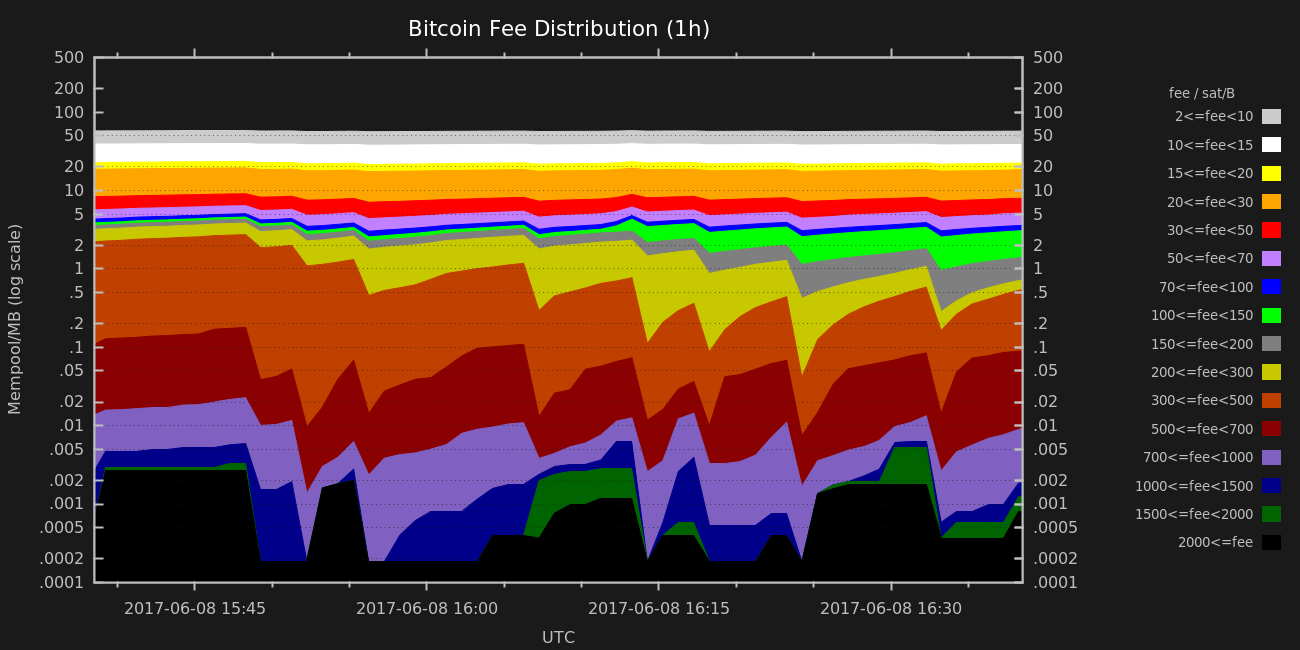 Bitcoin Fee Distribution (1h)
500
200
100
50
20
10
5
2
1
.5
.2
.1
.05
.02
.01
.005
.002
.001
.0005
.0002
.0001
Mempool/MB (log scale)
500
200
100
50
20
10
5
2
1
.5
.2
.1
.05
.02
.01
.005
.002
.001
.0005
.0002
.0001
2017-06-08 15:45
2017-06-08 16:00
2017-06-08 16:15
2017-06-08 16:30
UTC
fee / sat/B
2<=fee<10
10<=fee<15
15<=fee<20
20<=fee<30
30<=fee<50
50<=fee<70
70<=fee<100
100<=fee<150
150<=fee<200
200<=fee<300
300<=fee<500
500<=fee<700
700<=fee<1000
1000<=fee<1500
1500<=fee<2000
2000<=fee